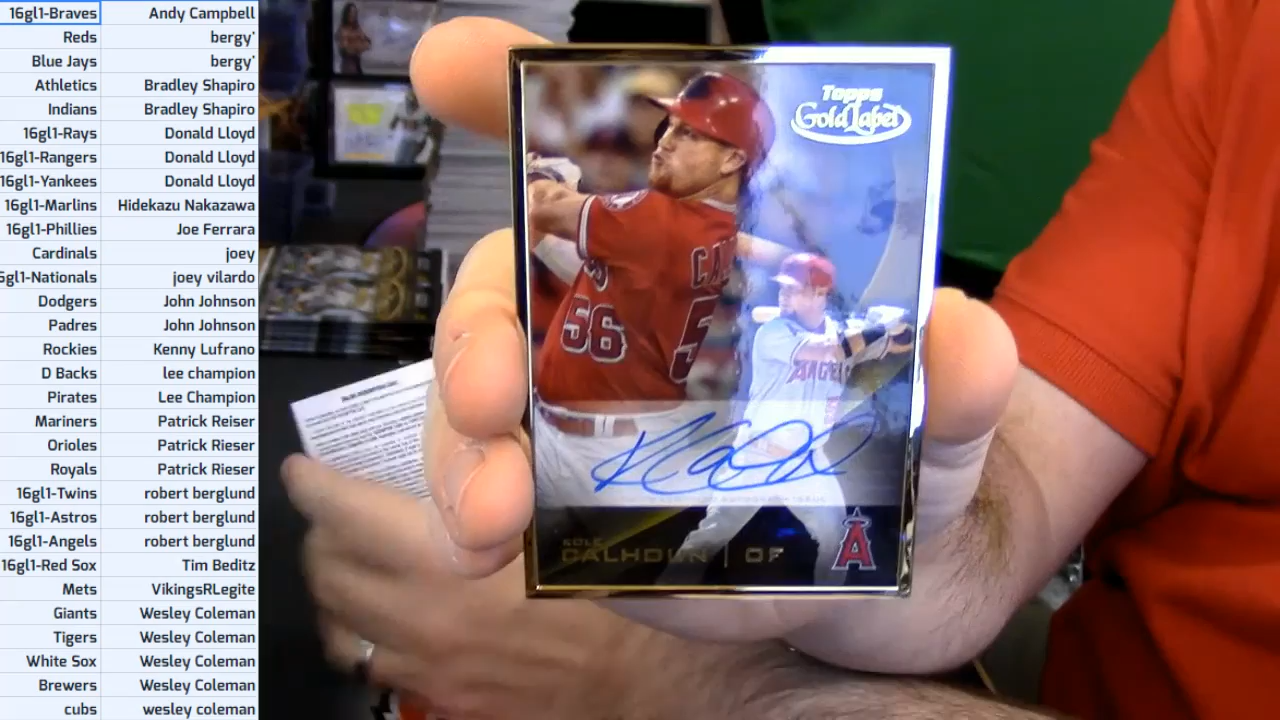 16gl1-Braves Andy Campbell
Reds bergy'
Blue Jays bergy'
Athletics Bradley Shapiro
Indians Bradley Shapiro
16gl1-Rays Donald Lloyd
16gl1-Rangers Donald Lloyd
16gl1-Yankees Donald Lloyd
16gl1-Marlins Hidekazu Nakazawa
16gl1-Phillies Joe Ferrara
Cardinals joey
6gl1-Nationals joey vilardo
Dodgers John Johnson
Padres John Johnson
Rockies Kenny Lufrano
D Backs lee champion
Pirates Lee Champion
Mariners Patrick Reiser
Orioles Patrick Rieser
Royals Patrick Rieser
16gl1-Twins robert berglund
16gl1-Astros robert berglund
16gl1-Angels robert berglund
16gl1-Red Sox Tim Beditz
Mets VikingsRLegite
Giants Wesley Coleman
Tigers Wesley Coleman
White Sox Wesley Coleman
Brewers Wesley Coleman
cubs wesley coleman
Topps
Gold Label
56
KOLE
CALHOUN | OF
A